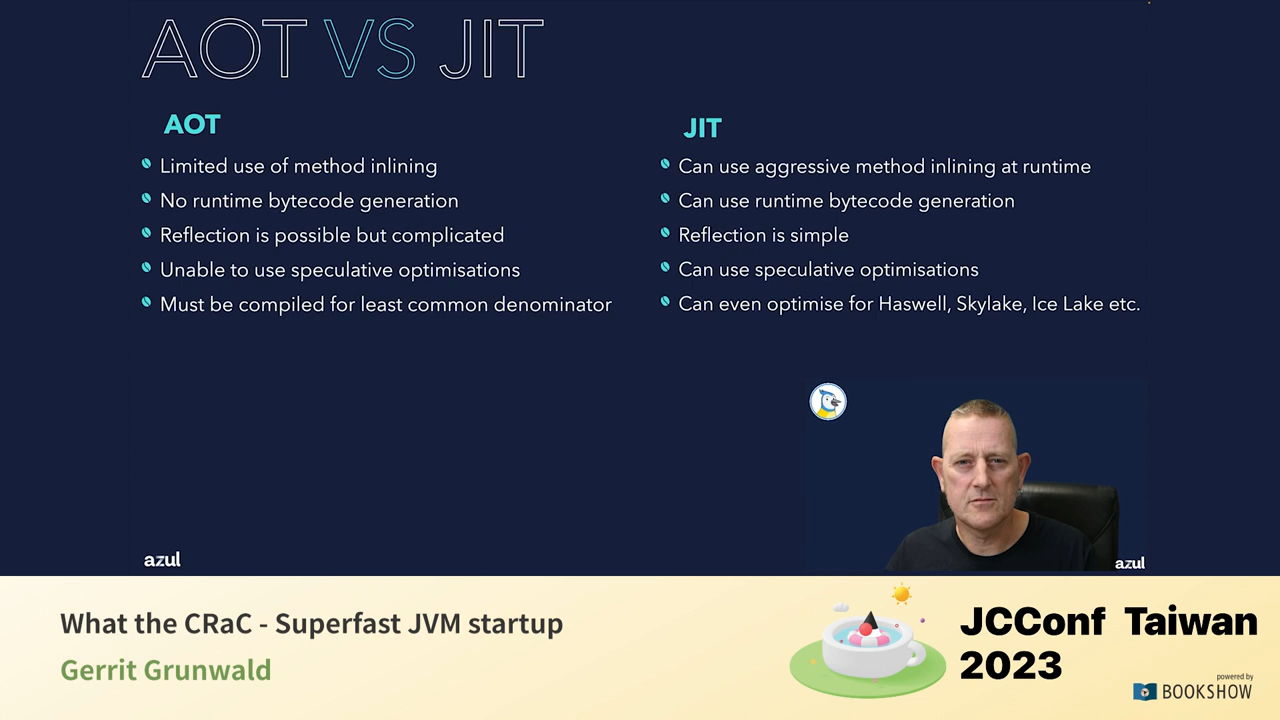 AOT VS JIT
AOT
Limited use of method inlining
No runtime bytecode generation
Reflection is possible but complicated
Unable to use speculative optimisations
Must be compiled for least common denominator
JIT
Can use aggressive method inlining at runtime
Can use runtime bytecode generation
Reflection is simple
Can use speculative optimisations
Can even optimise for Haswell, Skylake, Ice Lake etc.
azul
azul
What the CRaC - Superfast JVM startup
Gerrit Grunwald
JCConf Taiwan
2023
powered by
BOOKSHOW